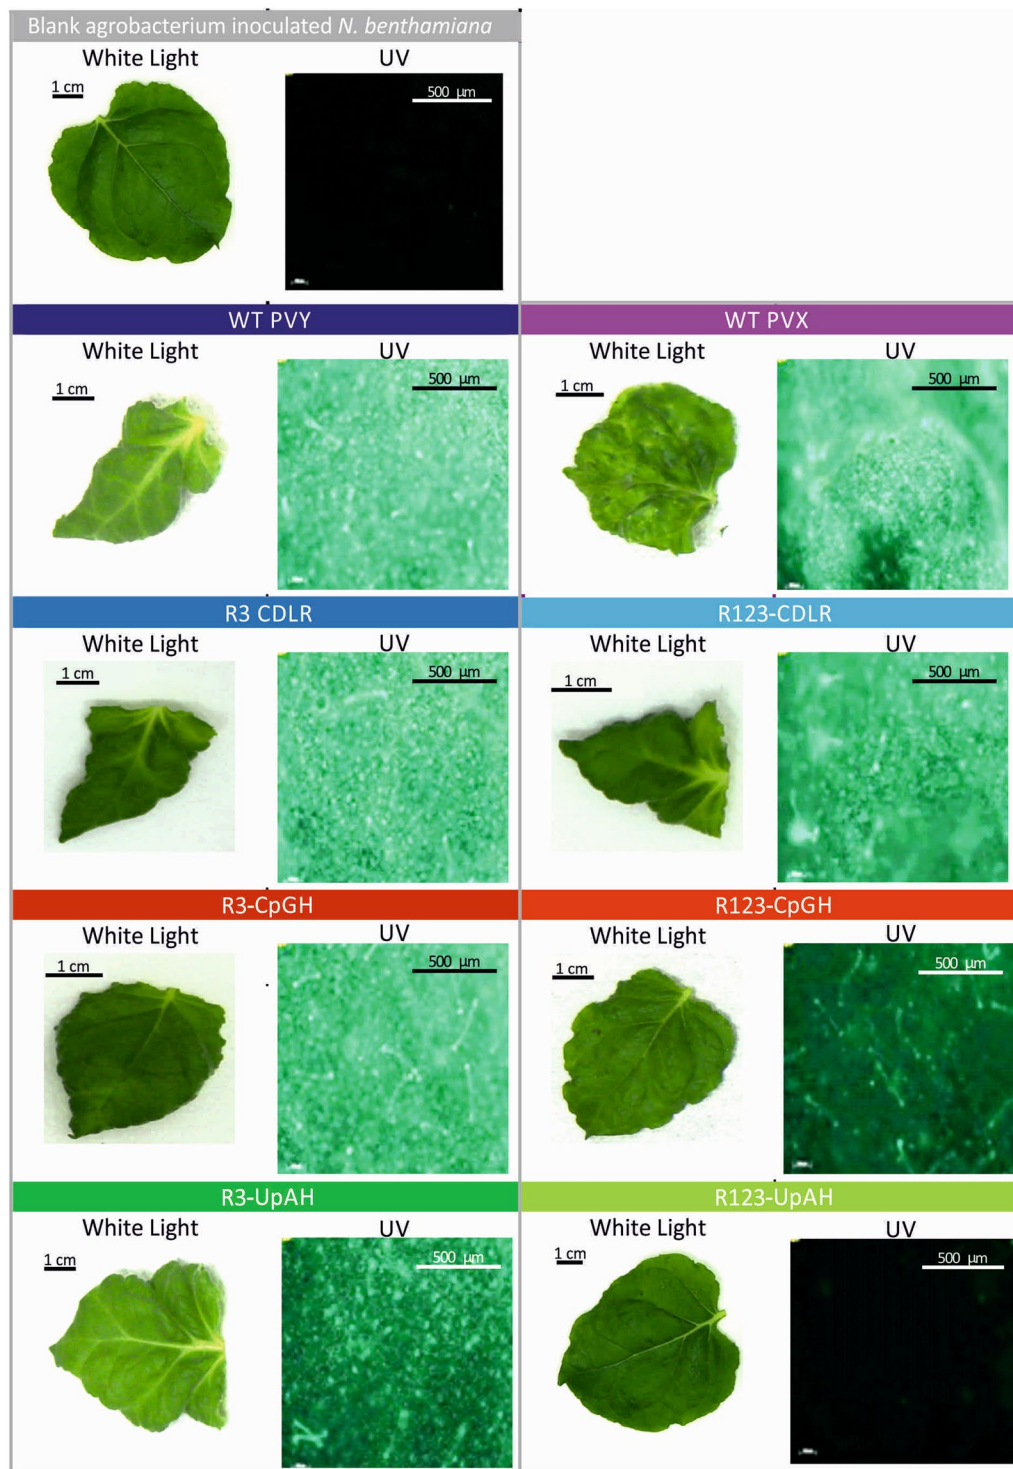 Blank agrobacterium inoculated N. benthamiana
White Light UV
1 cm 500 µm
WT PVY WT PVX
White Light UV White Light UV
1 cm 500 µm 1 cm 500 µm
R3 CDLR R123-CDLR
White Light UV White Light UV
1 cm 500 µm 1 cm 500 µm
R3-CpGH R123-CpGH
White Light UV White Light UV
1 cm 500 µm 1 cm 500 µm
R3-UpAH R123-UpAH
White Light UV White Light UV
1 cm 500 µm 1 cm 500 µm